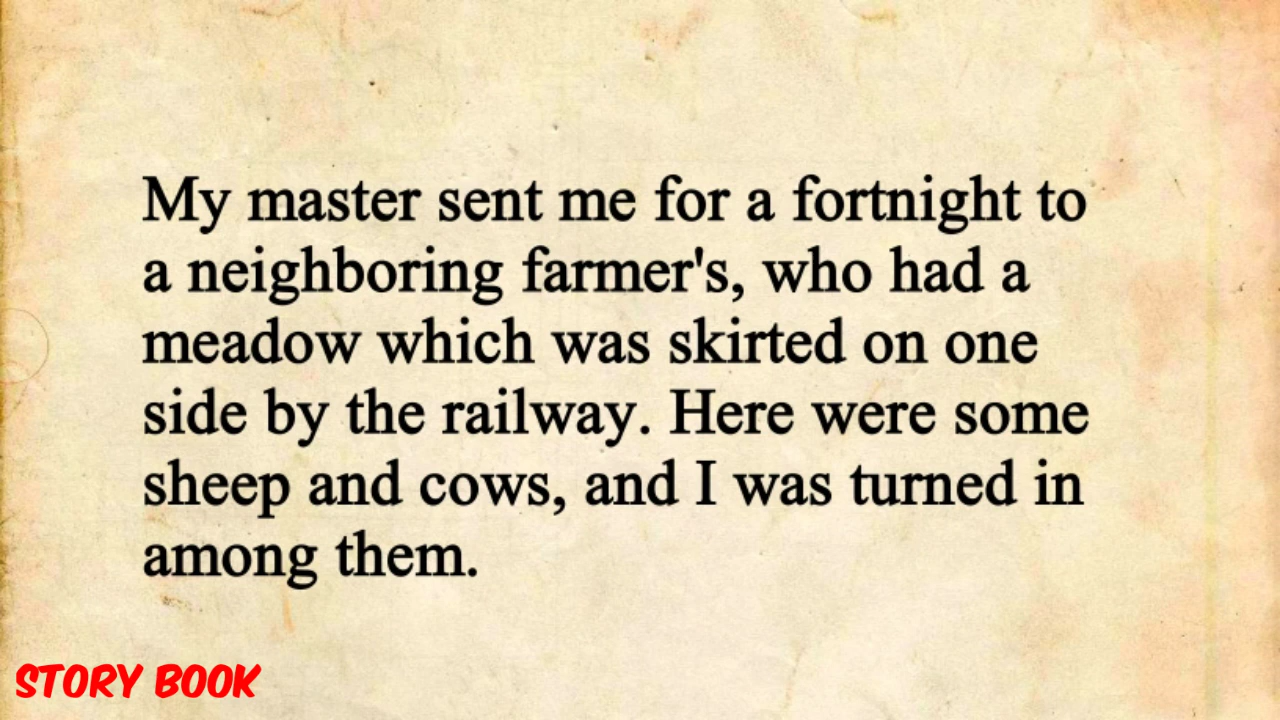 My master sent me for a fortnight to
a neighboring farmer's, who had a
meadow which was skirted on one
side by the railway. Here were some
sheep and cows, and I was turned in
among them.
STORY BOOK